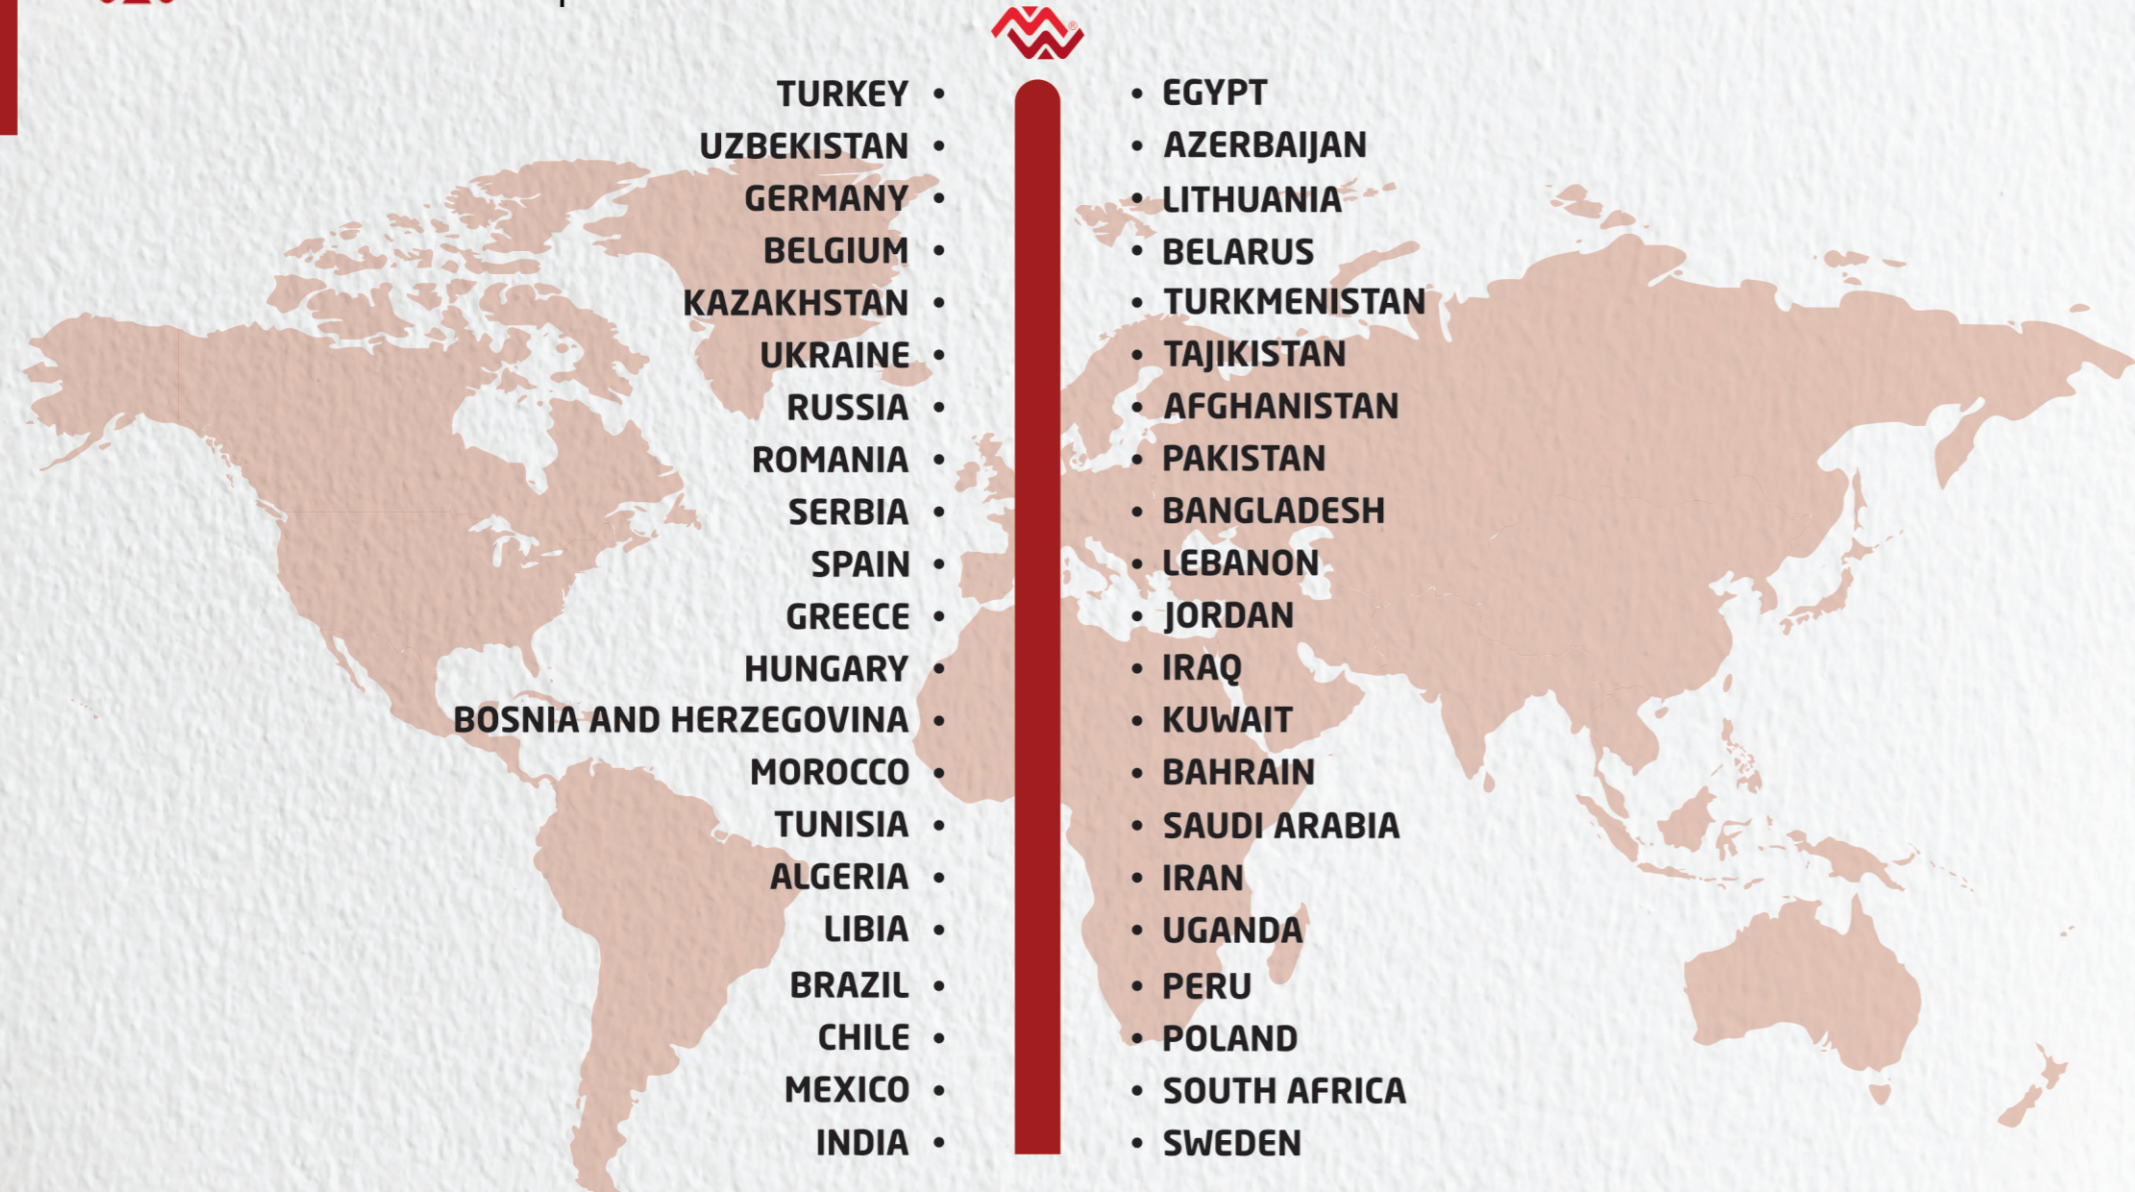 TURKEY •
UZBEKISTAN •
GERMANY •
BELGIUM •
KAZAKHSTAN •
UKRAINE •
RUSSIA •
ROMANIA •
SERBIA •
SPAIN •
GREECE •
HUNGARY •
BOSNIA AND HERZEGOVINA •
MOROCCO •
TUNISIA •
ALGERIA •
LIBIA •
BRAZIL •
CHILE •
MEXICO •
INDIA •
• EGYPT
• AZERBAIJAN
• LITHUANIA
• BELARUS
• TURKMENISTAN
• TAJIKISTAN
• AFGHANISTAN
• PAKISTAN
• BANGLADESH
• LEBANON
• JORDAN
• IRAQ
• KUWAIT
• BAHRAIN
• SAUDI ARABIA
• IRAN
• UGANDA
• PERU
• POLAND
• SOUTH AFRICA
• SWEDEN